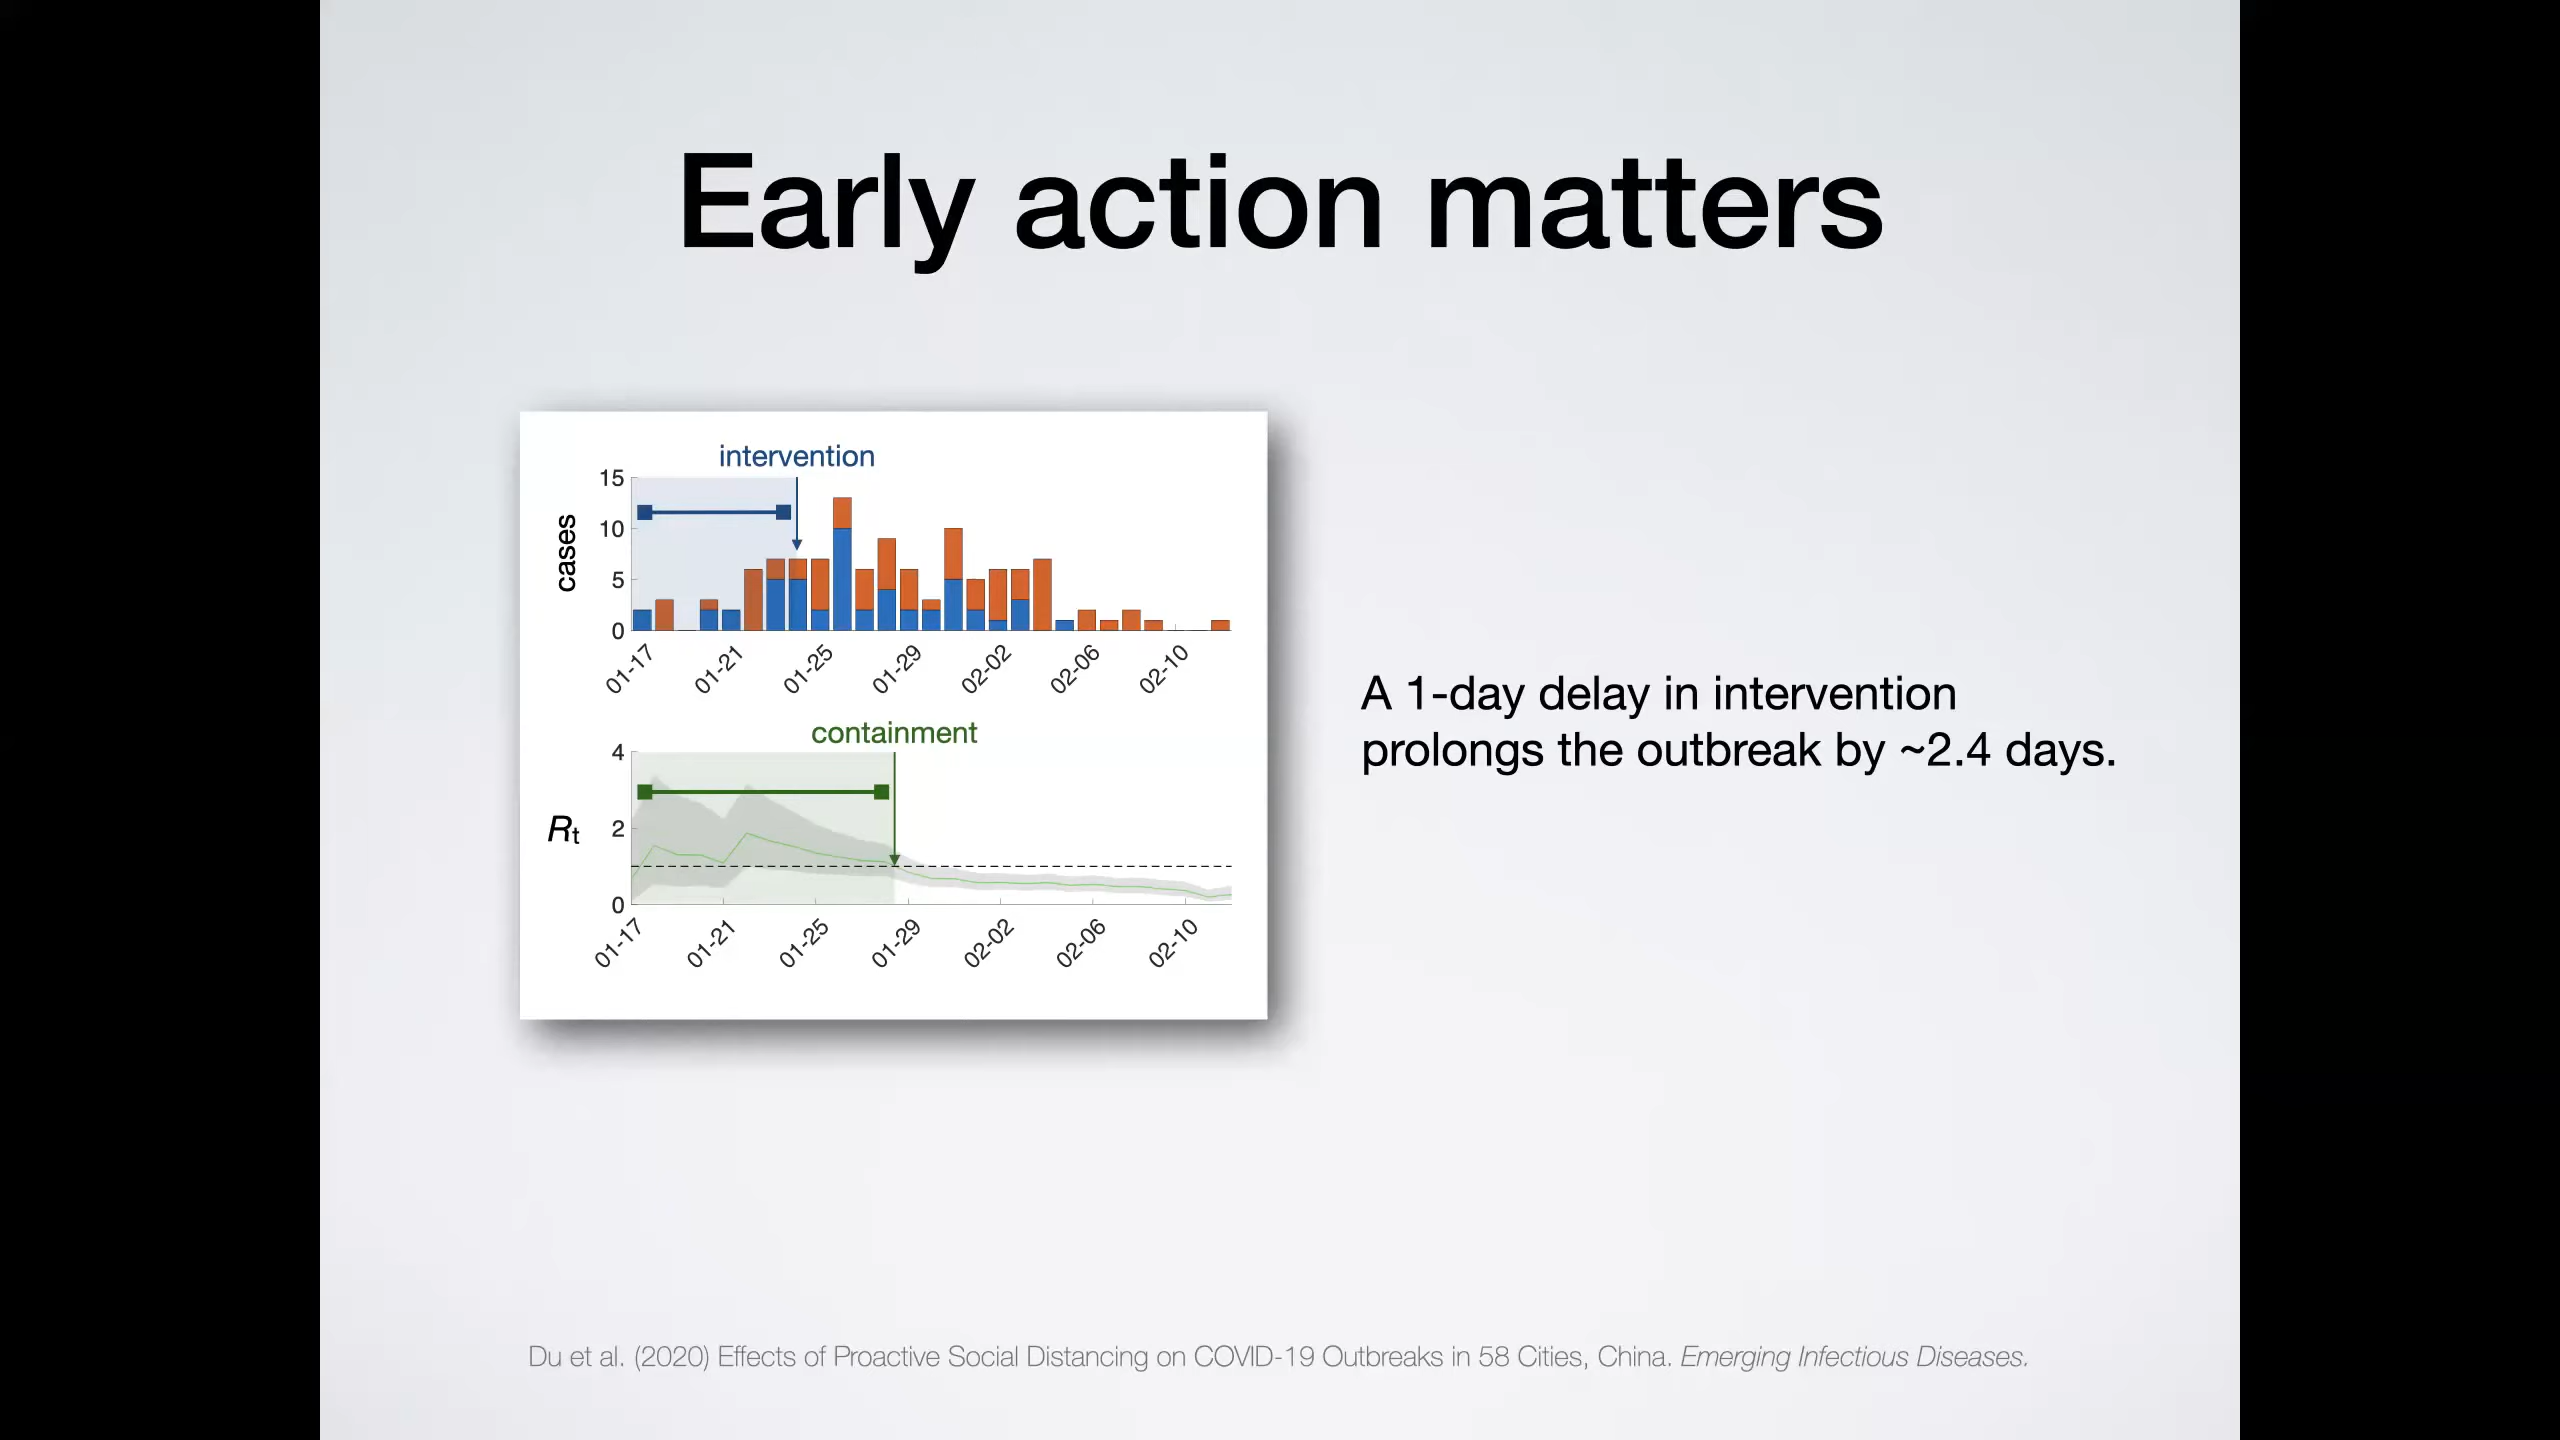 Early action matters
intervention
15
10
5
0
cases
01-17
01-21
01-25
01-29
02-02
02-06
02-10
containment
4
2
0
Rt
01-17
01-21
01-25
01-29
02-02
02-06
02-10
A 1-day delay in intervention
prolongs the outbreak by ~2.4 days.
Du et al. (2020) Effects of Proactive Social Distancing on COVID-19 Outbreaks in 58 Cities, China. Emerging Infectious Diseases.